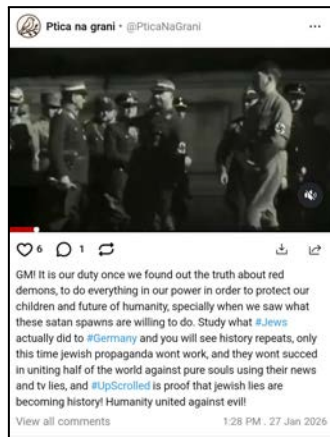 Ptica na grani • @PticaNaGrani ...
6 1
GM! It is our duty once we found out the truth about red
demons, to do everything in our power in order to protect our
children and future of humanity, specially when we saw what
these satan spawns are willing to do. Study what #Jews
actually did to #Germany and you will see history repeats, only
this time jewish propaganda wont work, and they wont succed
in uniting half of the world against pure souls using their news
and tv lies, and #UpScrolled is proof that jewish lies are
becoming history! Humanity united against evil!
View all comments 1:28 PM . 27 Jan 2026